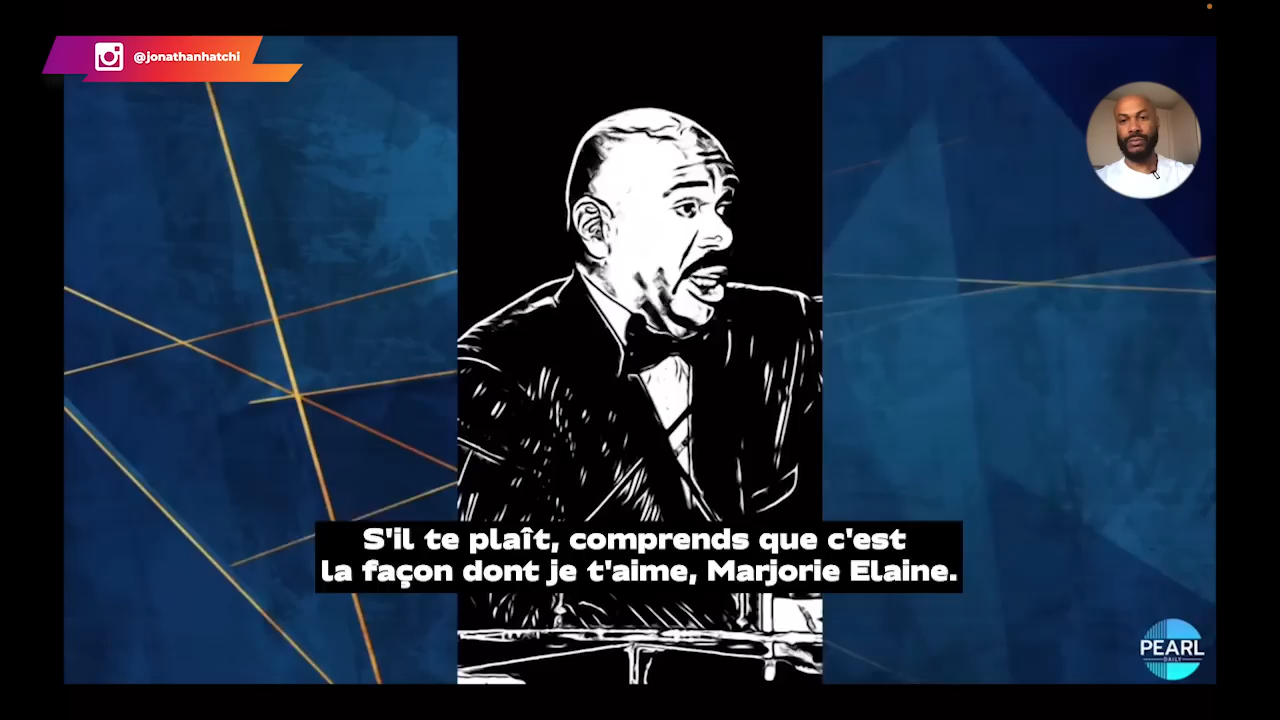 @jonathanhatchi
S'il te plaît, comprends que c'est
la façon dont je t'aime, Marjorie Elaine.
PEARL
DAILY